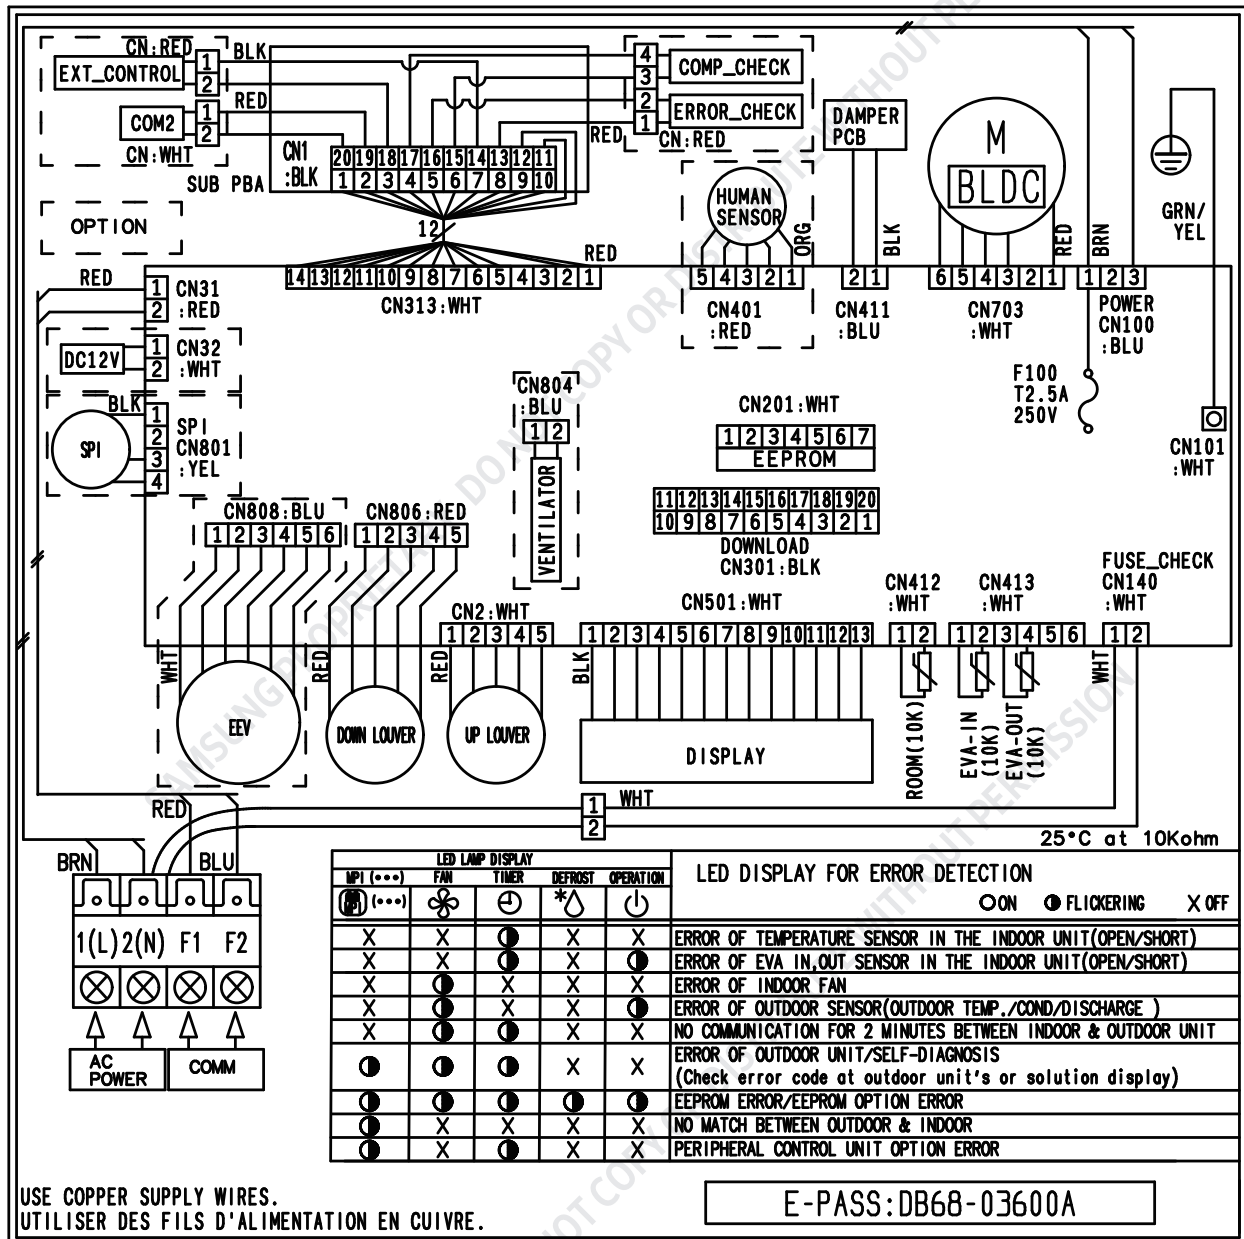 CN:RED
EXT_CONTROL
1
2
BLK
COM2
1
2
RED
CN:WHT
CN1
:BLK
20 19 18 17 16 15 14 13 12 11
1 2 3 4 5 6 7 8 9 10
SUB PBA
4
3
2
1
COMP_CHECK
ERROR_CHECK
RED
CN:RED
DAMPER
PCB
M
BLDC
GRN/
YEL
OPTION
12
RED
HUMAN
SENSOR
ORG
BLK
RED
BRN
RED
1
2
CN31
:RED
14 13 12 11 10 9 8 7 6 5 4 3 2 1
CN313:WHT
5 4 3 2 1
CN401
:RED
2 1
CN411
:BLU
6 5 4 3 2 1
CN703
:WHT
1 2 3
POWER
CN100
:BLU
DC12V
1
2
CN32
:WHT
F100
T2.5A
250V
CN101
:WHT
BLK
SPI
1
2
3
4
SPI
CN801
:YEL
CN804
:BLU
1 2
VENTILATOR
CN201:WHT
1 2 3 4 5 6 7
EEPROM
11 12 13 14 15 16 17 18 19 20
10 9 8 7 6 5 4 3 2 1
DOWNLOAD
CN301:BLK
CN808:BLU
1 2 3 4 5 6
CN806:RED
1 2 3 4 5
CN2:WHT
1 2 3 4 5
CN501:WHT
1 2 3 4 5 6 7 8 9 10 11 12 13
CN412
:WHT
1 2
CN413
:WHT
1 2 3 4 5 6
FUSE_CHECK
CN140
:WHT
1 2
WHT
RED
RED
BLK
WHT
EEV
DOWN LOUVER
UP LOUVER
DISPLAY
ROOM(10K)
EVA-IN
(10K)
EVA-OUT
(10K)
RED
1
2
WHT
25°C at 10Kohm
BRN
BLU
1(L) 2(N) F1 F2
AC
POWER
COMM
LED LAMP DISPLAY
MPI (•••) FAN TIMER DEFROST OPERATION
MPI (•••)
LED DISPLAY FOR ERROR DETECTION
ON FLICKERING X OFF
X X X X ERROR OF TEMPERATURE SENSOR IN THE INDOOR UNIT(OPEN/SHORT)
X X X ERROR OF EVA IN,OUT SENSOR IN THE INDOOR UNIT(OPEN/SHORT)
X X X X ERROR OF INDOOR FAN
X X X ERROR OF OUTDOOR SENSOR(OUTDOOR TEMP./COND/DISCHARGE )
X X X NO COMMUNICATION FOR 2 MINUTES BETWEEN INDOOR & OUTDOOR UNIT
X X ERROR OF OUTDOOR UNIT/SELF-DIAGNOSIS
(Check error code at outdoor unit's or solution display)
EEPROM ERROR/EEPROM OPTION ERROR
X X X X NO MATCH BETWEEN OUTDOOR & INDOOR
X X X PERIPHERAL CONTROL UNIT OPTION ERROR
USE COPPER SUPPLY WIRES.
UTILISER DES FILS D'ALIMENTATION EN CUIVRE.
E-PASS:DB68-03600A